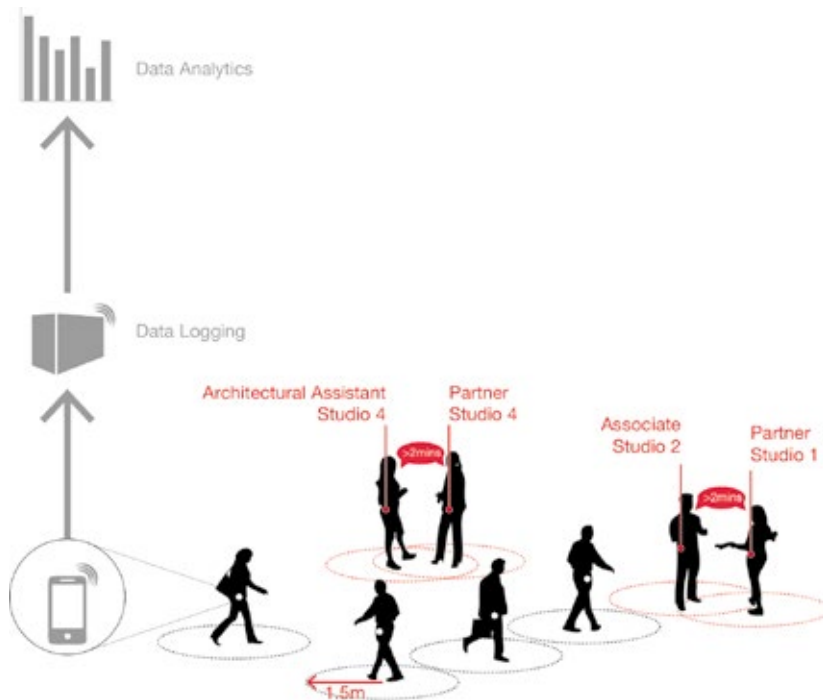 Data Analytics
Data Logging
Architectural Assistant
Studio 4
Partner
Studio 4
Associate
Studio 2
Partner
Studio 1
>2mins
>2mins
1.5m